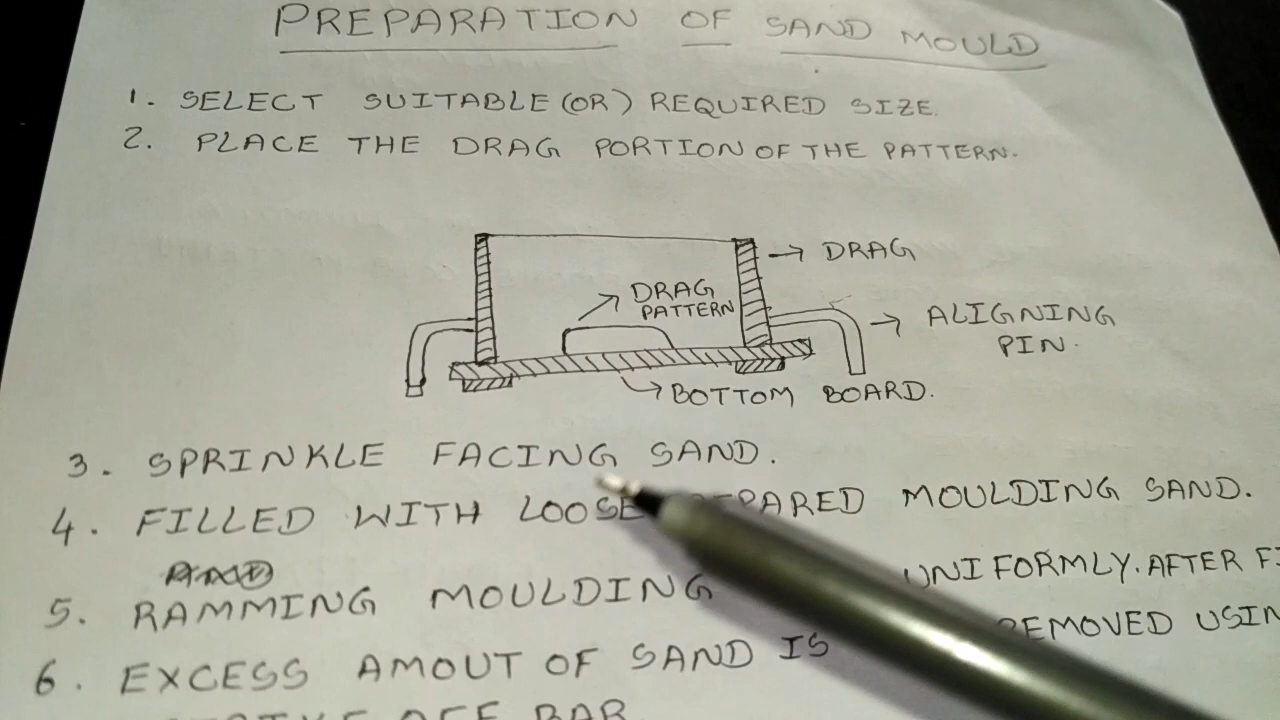 PREPARATION OF SAND MOULD
1. SELECT SUITABLE (OR) REQUIRED SIZE.
2. PLACE THE DRAG PORTION OF THE PATTERN.
DRAG
DRAG
PATTERN
ALIGNING
PIN.
BOTTOM BOARD.
3. SPRINKLE FACING SAND.
4. FILLED WITH LOOSE MOULDING SAND.
5. RAMMING MOULDING UNIFORMLY. AFTER
6. EXCESS AMOUT OF SAND IS REMOVED
OFF BAR